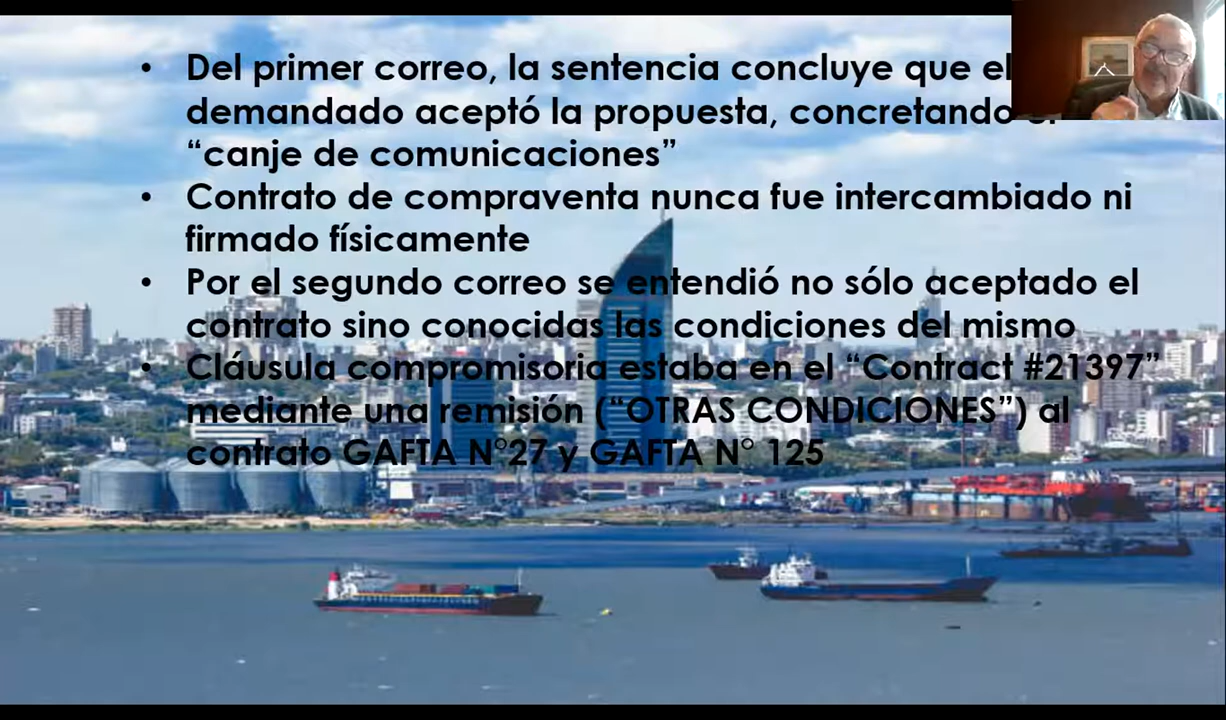 • Del primer correo, la sentencia concluye que el
demandado aceptó la propuesta, concretando
“canje de comunicaciones”
• Contrato de compraventa nunca fue intercambiado ni
firmado físicamente
• Por el segundo correo se entendió no sólo aceptado el
contrato sino conocidas las condiciones del mismo
• Cláusula compromisoria estaba en el “Contract #21397”
mediante una remisión (“OTRAS CONDICIONES”) al
contrato GAFTA N°27 y GAFTA N° 125